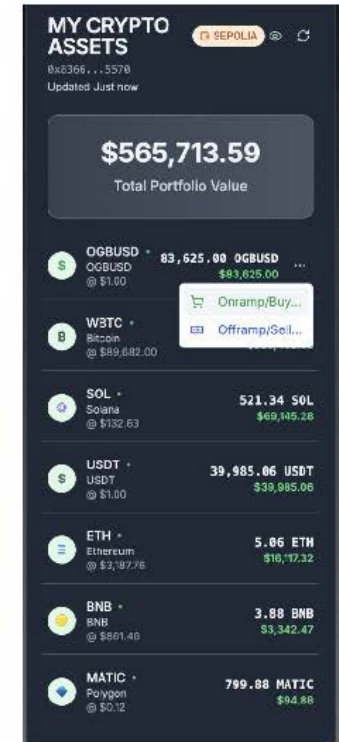 MY CRYPTO
ASSETS
SEPOLIA
0x8366...5570
Updated Just now
$565,713.59
Total Portfolio Value
OGBUSD
83,625.00 OGBUSD
OGBUSD
$83,625.00
...
@ $1.00
Onramp/Buy...
WBTC
Bitcoin
Offramp/Sell...
@ $89,682.00
SOL
521.34 SOL
Solana
$69,145.28
@ $132.63
USDT
39,985.06 USDT
USDT
$39,985.06
@ $1.00
ETH
5.06 ETH
Ethereum
$16,117.32
@ $3,187.76
BNB
3.88 BNB
BNB
$3,342.47
@ $861.40
MATIC
799.88 MATIC
Polygon
$94.88
@ $0.12